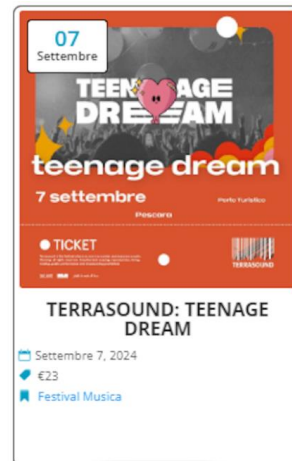 07
Settembre
TEENAGE
DREAM
teenage dream
7 settembre
Porto Turistico
Pescara
TICKET
TERRASOUND
TERRASOUND: TEENAGE
DREAM
Settembre 7, 2024
€23
Festival Musica